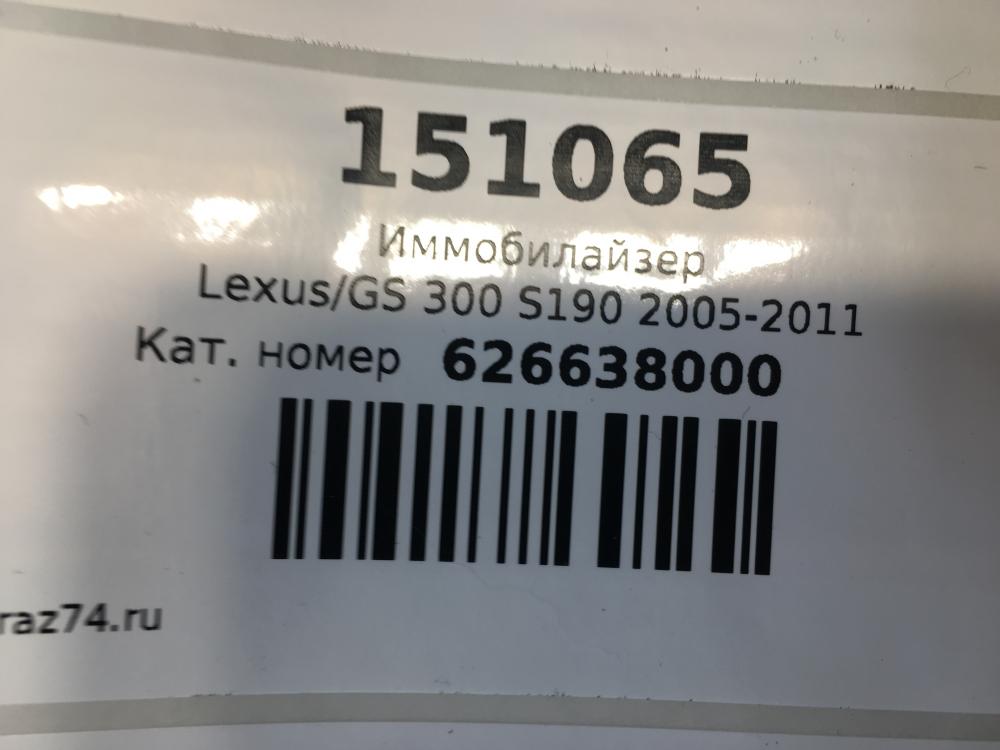 151065
Иммобилайзер
Lexus/GS 300 S190 2005-2011
Кат. номер 626638000
raz74.ru